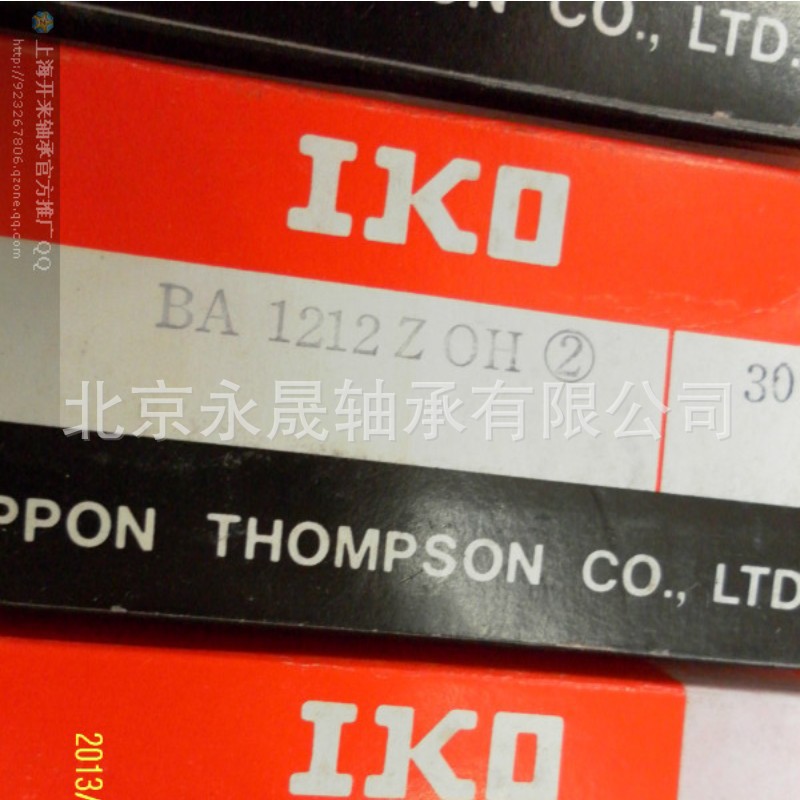 CO., LTD.
上海开米轴承官方推广QQ
http://923267806.qzone.qq.com
IKO
BA 1212 Z OH ②
30
北京永晟轴承有限公司
PPON THOMPSON CO., LTD
IKO
2013/